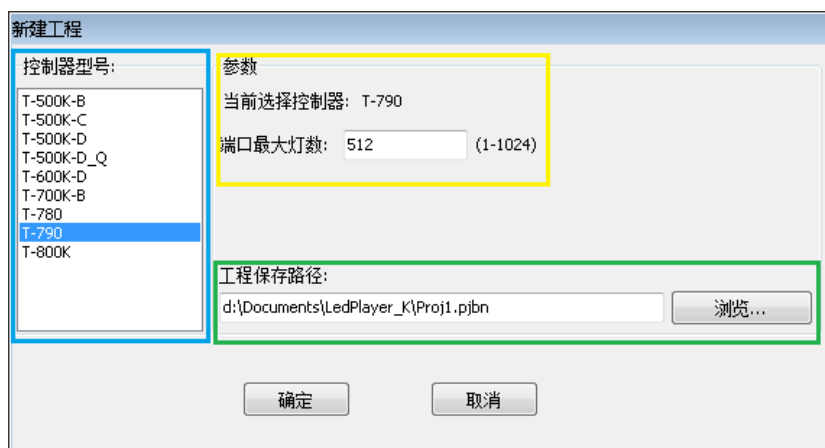 新建工程
控制器型号:
T-500K-B
T-500K-C
T-500K-D
T-500K-D_Q
T-600K-D
T-700K-B
T-780
T-790
T-800K
参数
当前选择控制器: T-790
端口最大灯数: 512 (1-1024)
工程保存路径:
d:\Documents\LedPlayer_K\Proj1.pjbn 浏览...
确定 取消